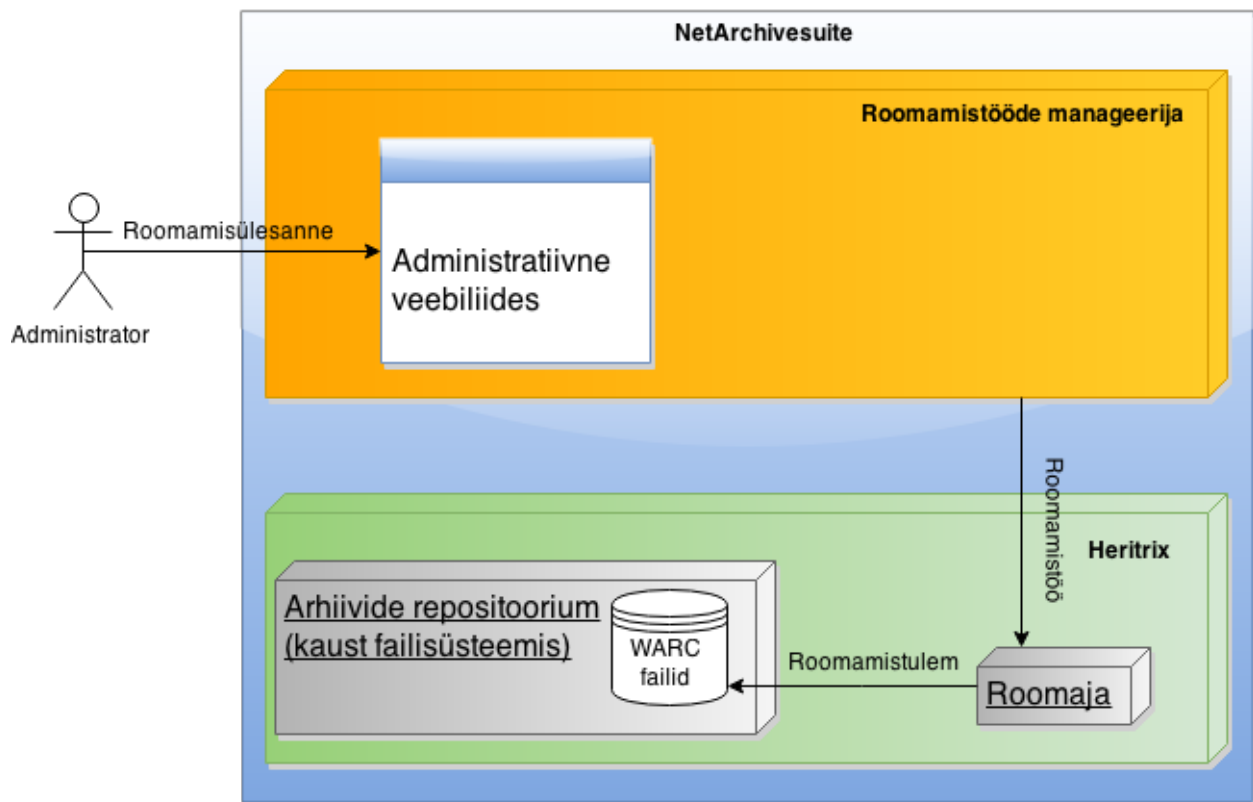 NetArchivesuite
Roomamistööde manageerija
Roomamisülesanne
Administratiivne
veebiliides
Administrator
Roomamistöö
Heritrix
Arhiivide repositoorium
(kaust failisüsteemis)
WARC
failid
Roomamistulem
Roomaja